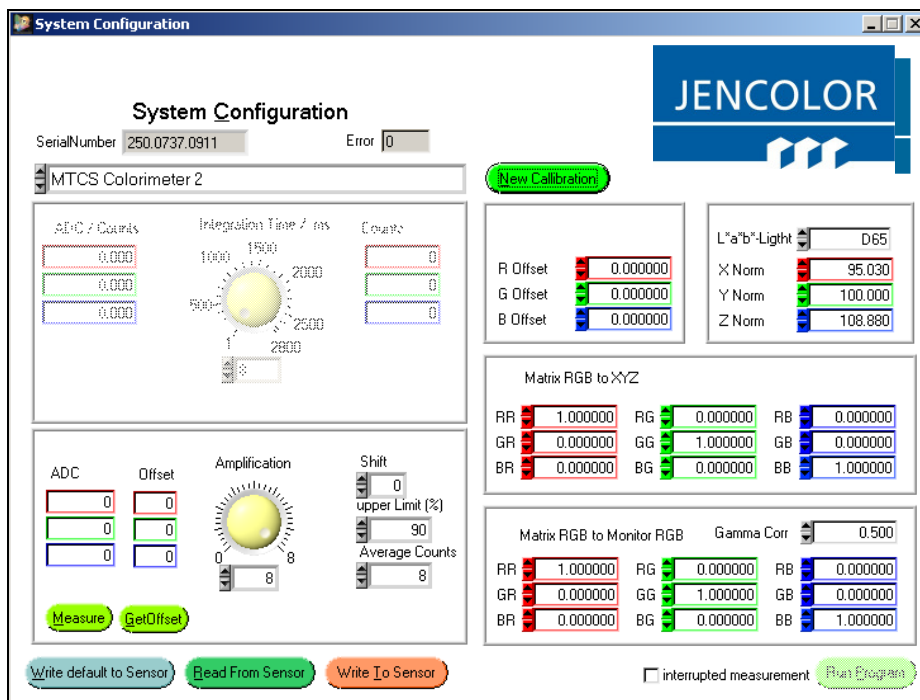 System Configuration
JENCOLOR
System Configuration
SerialNumber 250.0737.0911 Error 0
MTCS Colorimeter 2
New Callibration
ADC / Counts Integration Time / ms Counts
0.000
0.000
0.000
1 500 1000 1500 2000 2500 2800
8
0
0
0
R Offset 0.000000
G Offset 0.000000
B Offset 0.000000
L*a*b*-Ligtht D65
X Norm 95.030
Y Norm 100.000
Z Norm 108.880
Matrix RGB to XYZ
RR 1.000000 RG 0.000000 RB 0.000000
GR 0.000000 GG 1.000000 GB 0.000000
BR 0.000000 BG 0.000000 BB 1.000000
ADC Offset Amplification
0 0
0 0
0 0
0 8
8
Shift
0
upper Limit (%)
90
Average Counts
8
Measure GetOffset
Matrix RGB to Monitor RGB Gamma Corr 0.500
RR 1.000000 RG 0.000000 RB 0.000000
GR 0.000000 GG 1.000000 GB 0.000000
BR 0.000000 BG 0.000000 BB 1.000000
Write default to Sensor Read From Sensor Write To Sensor
interrupted measurement Run Program